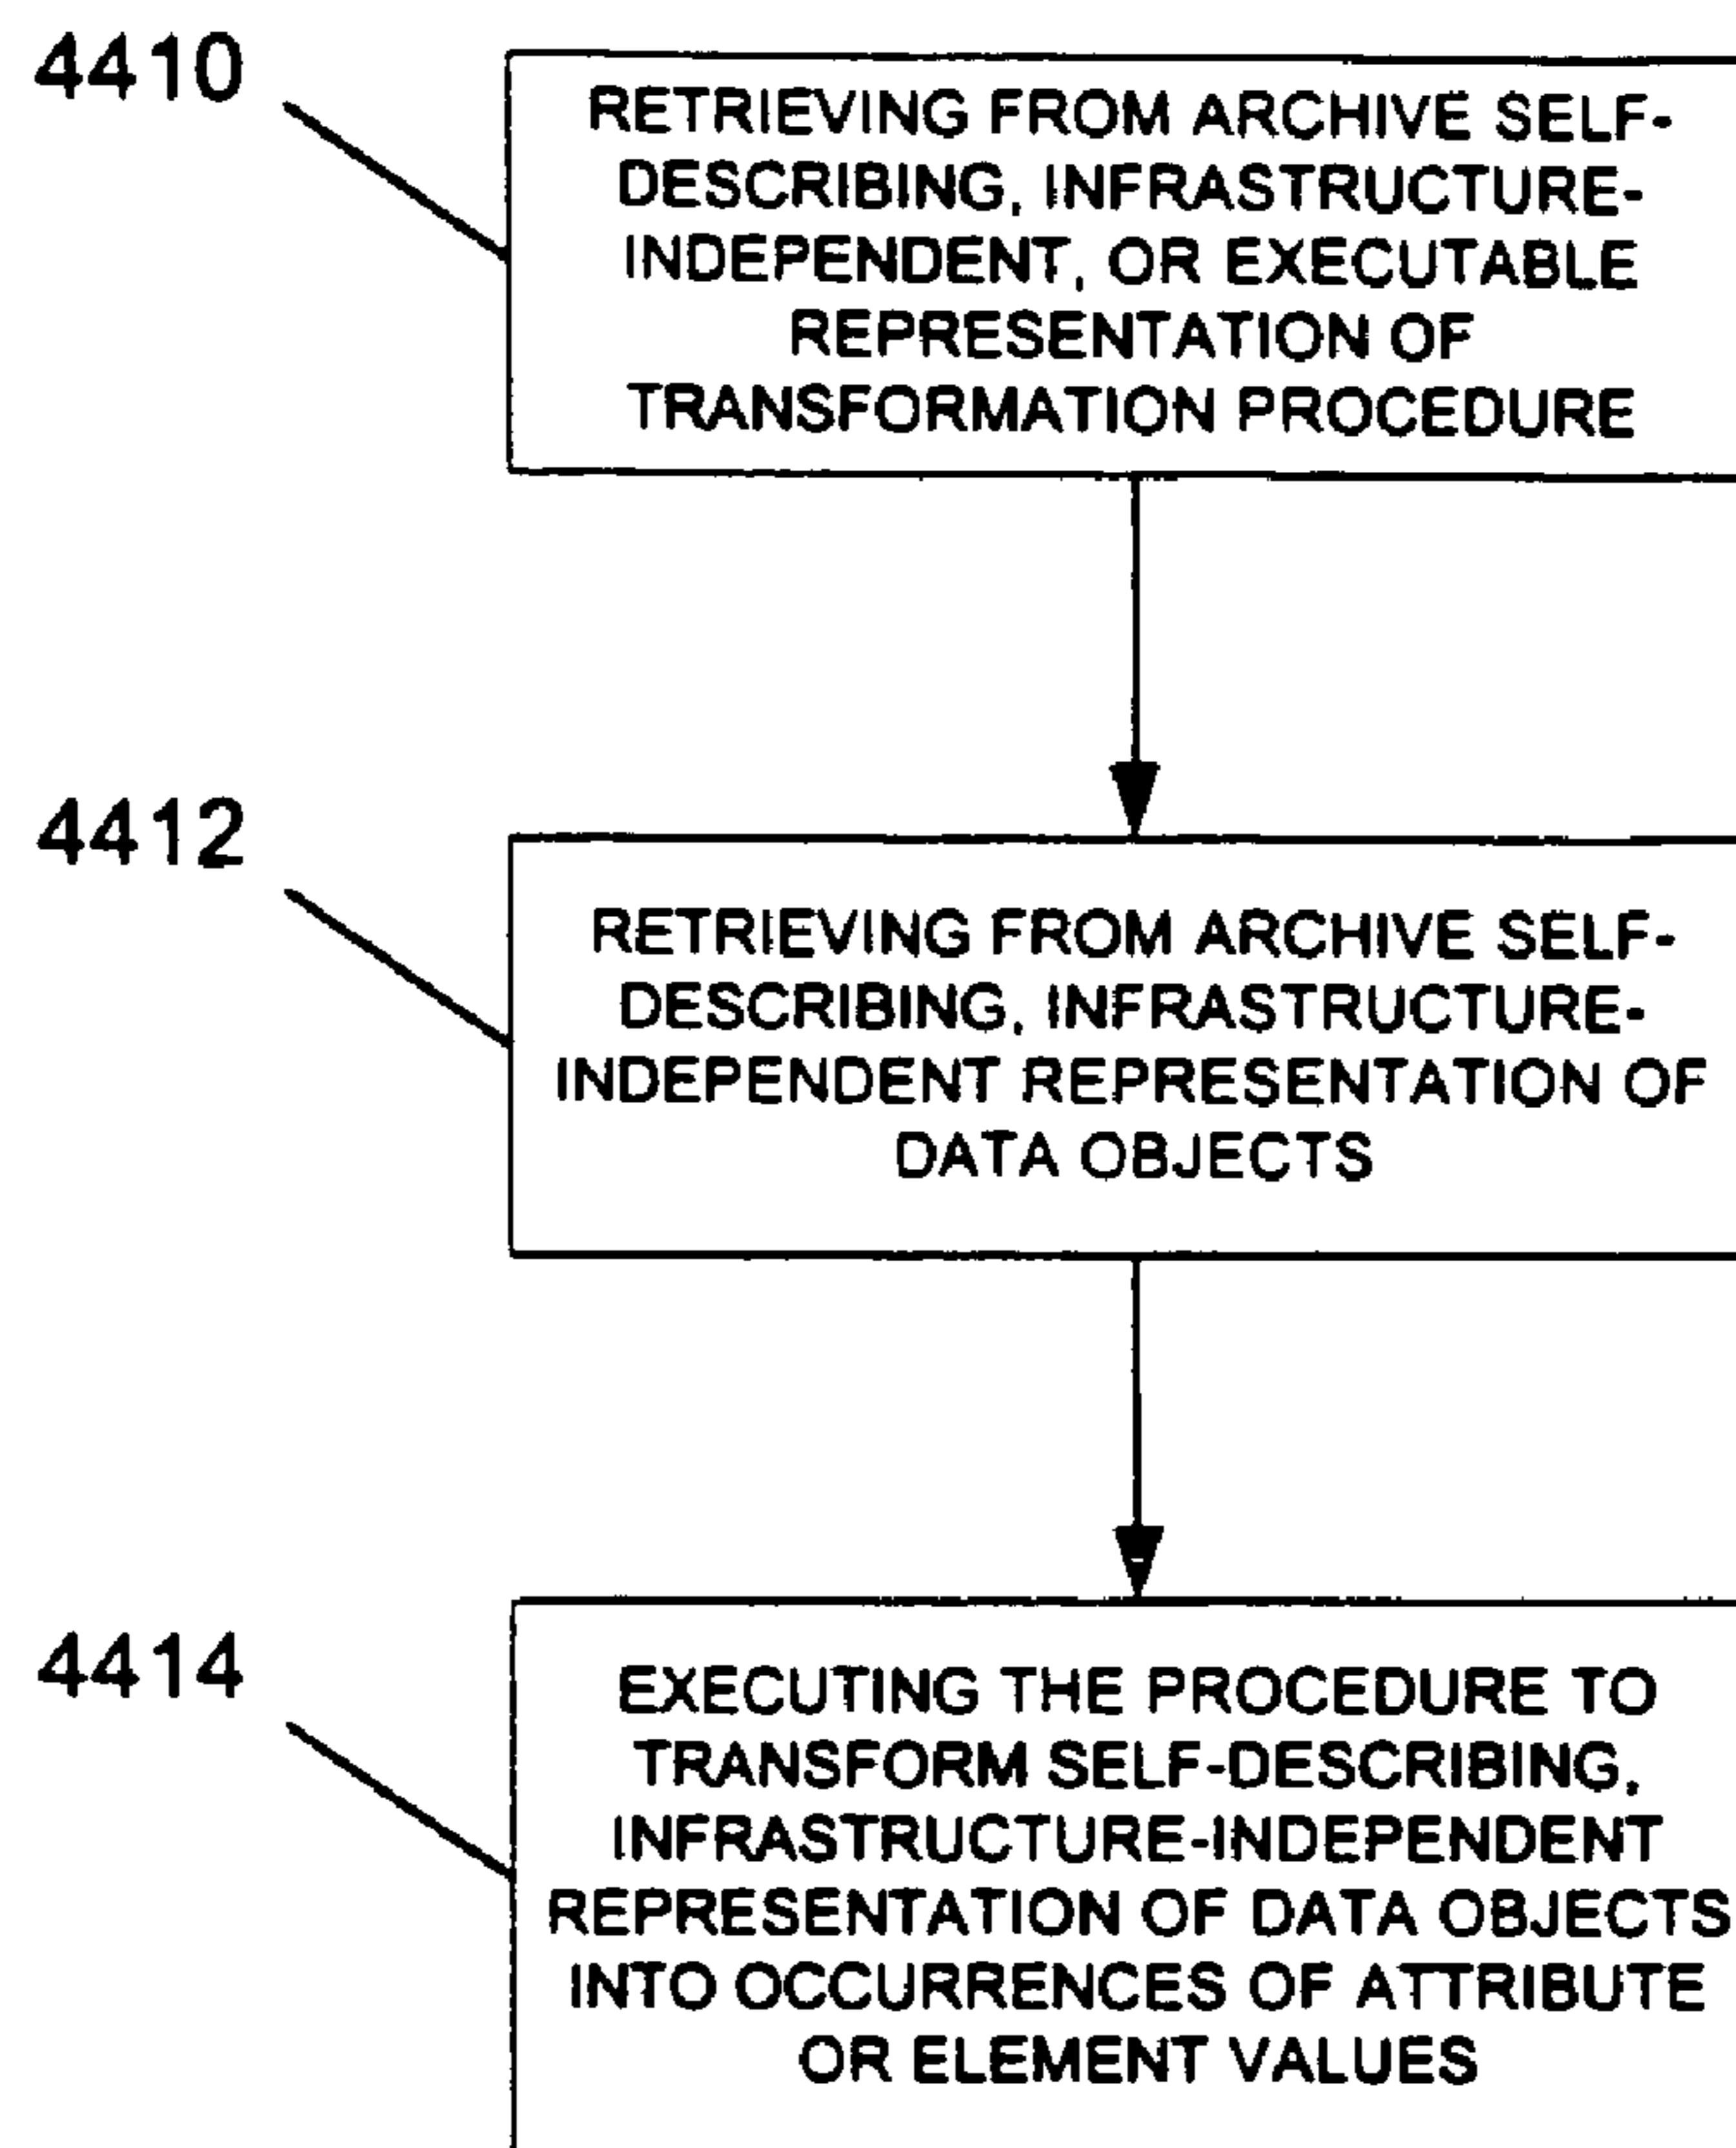 4410
RETRIEVING FROM ARCHIVE SELF-
DESCRIBING, INFRASTRUCTURE-
INDEPENDENT, OR EXECUTABLE
REPRESENTATION OF
TRANSFORMATION PROCEDURE
4412
RETRIEVING FROM ARCHIVE SELF-
DESCRIBING, INFRASTRUCTURE-
INDEPENDENT REPRESENTATION OF
DATA OBJECTS
4414
EXECUTING THE PROCEDURE TO
TRANSFORM SELF-DESCRIBING,
INFRASTRUCTURE-INDEPENDENT
REPRESENTATION OF DATA OBJECTS
INTO OCCURRENCES OF ATTRIBUTE
OR ELEMENT VALUES